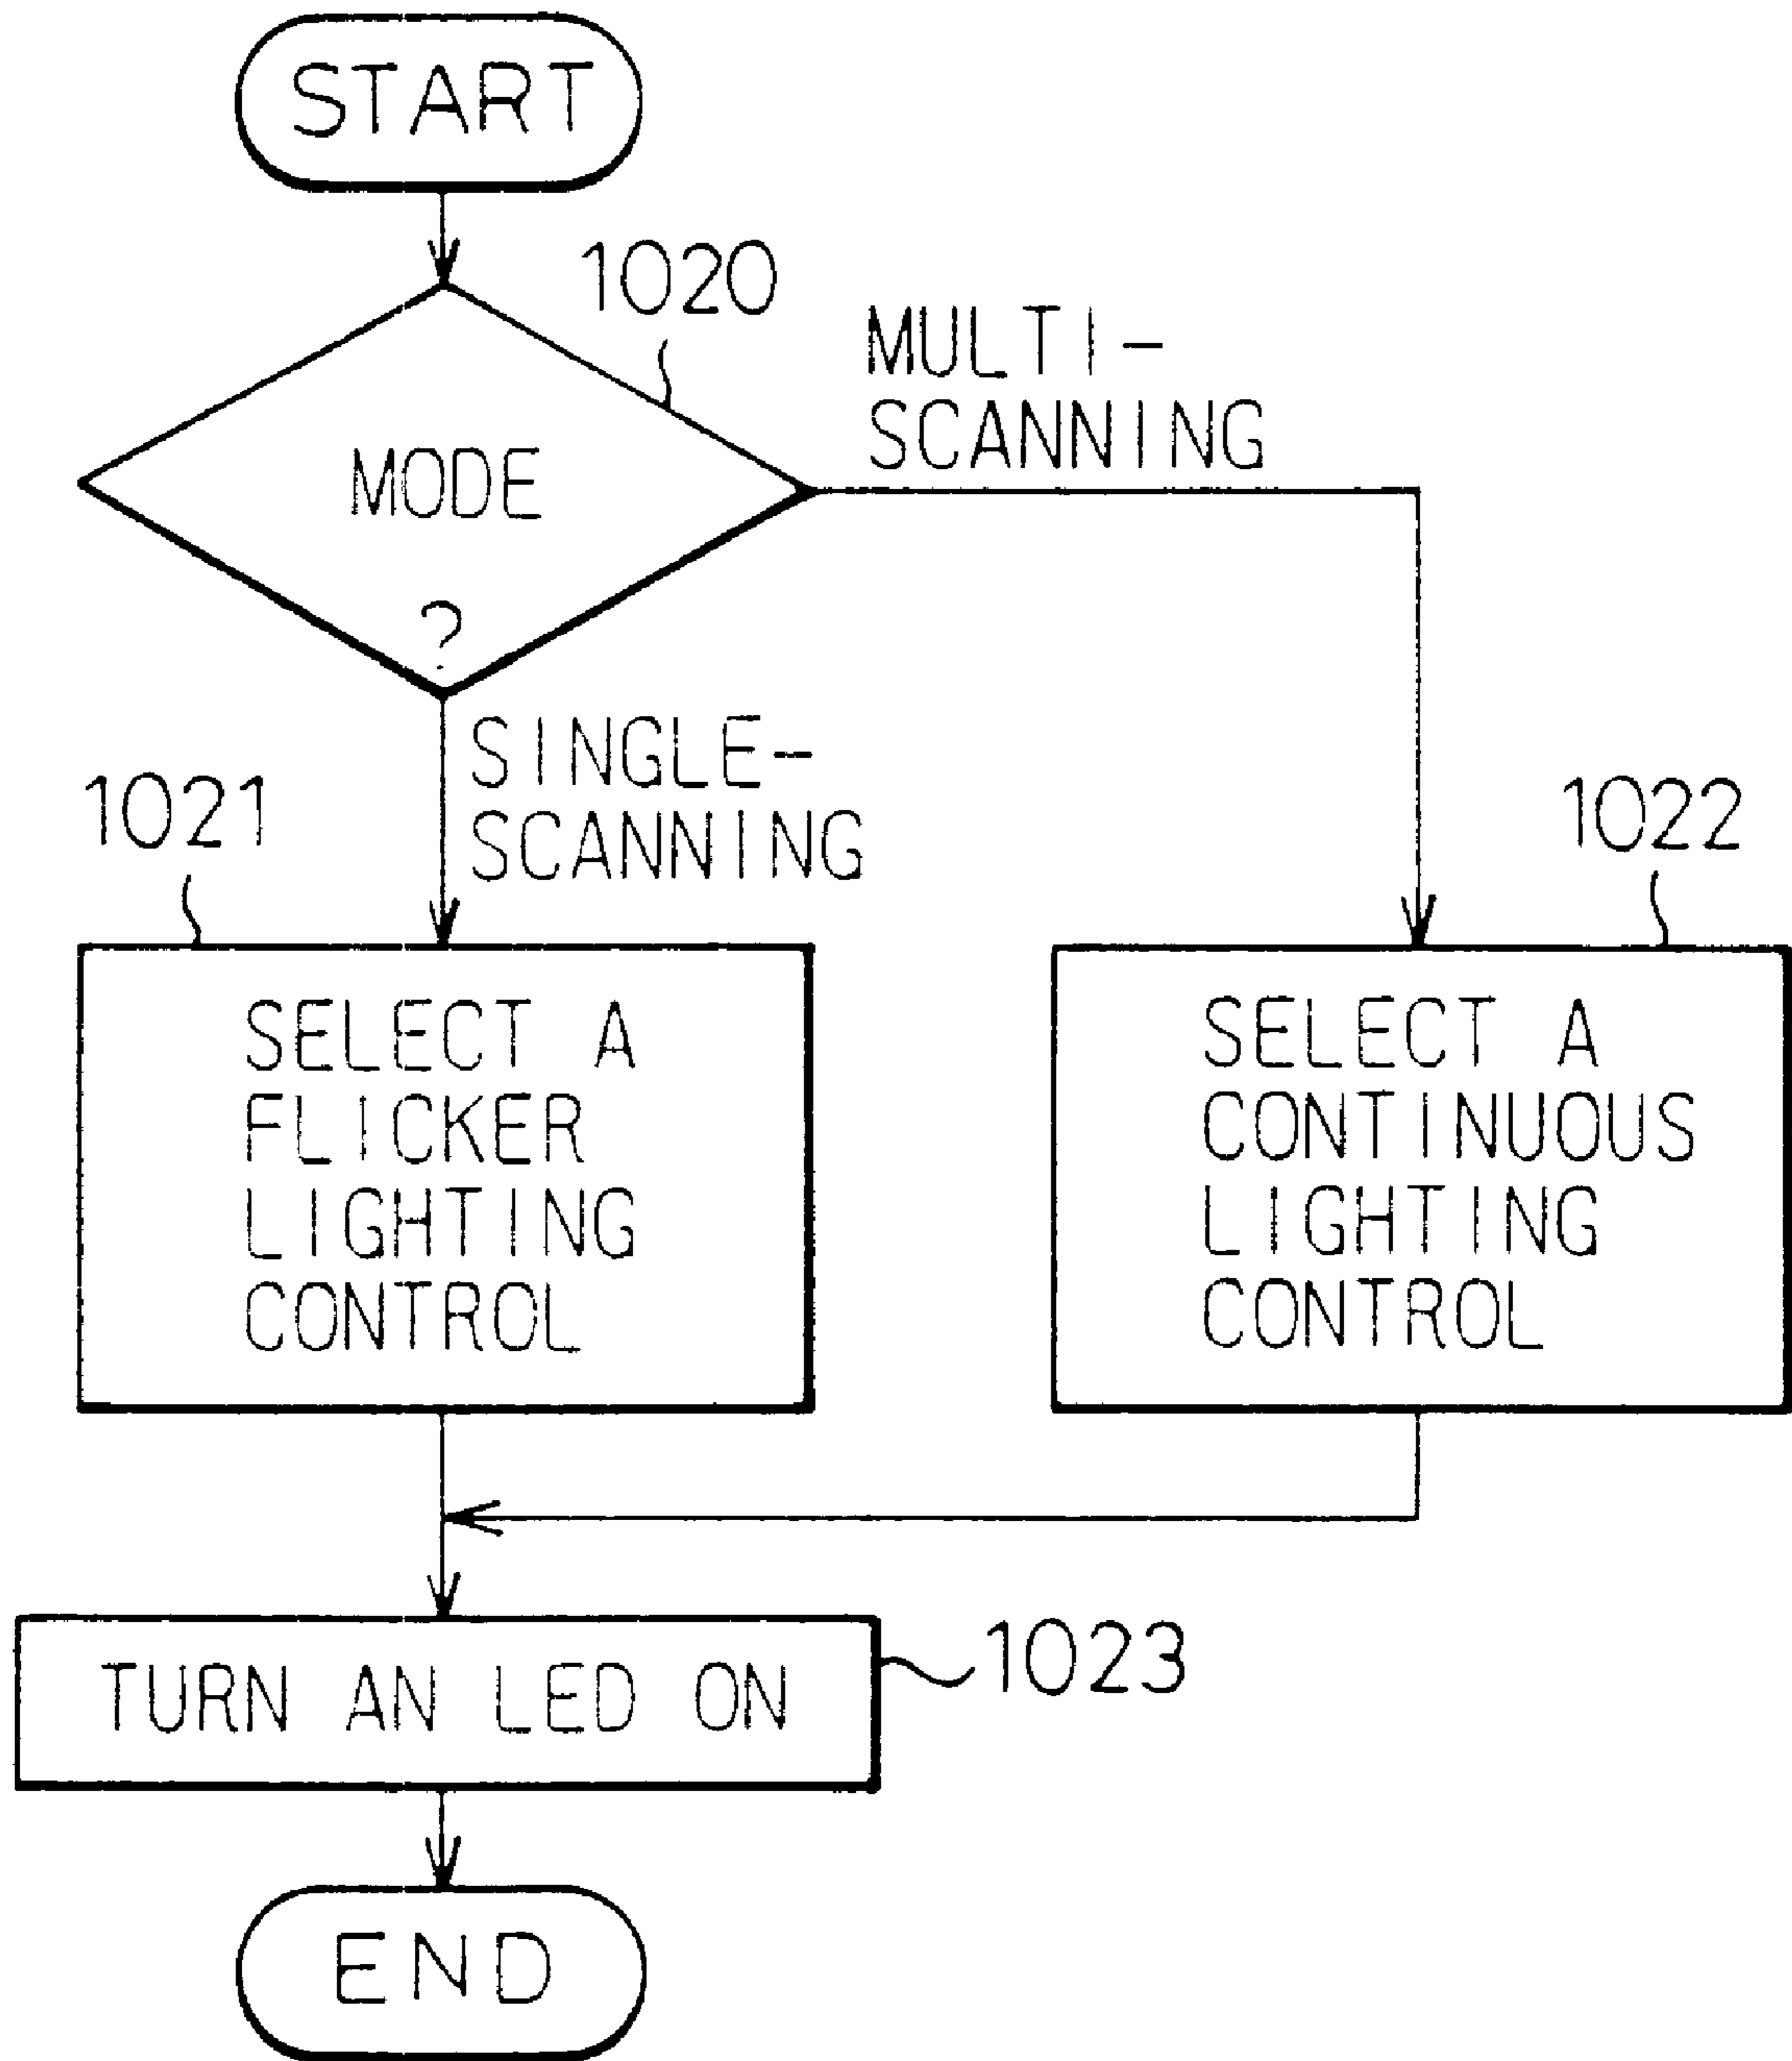 START
1020
MULTI-
SCANNING
MODE
?
SINGLE-
SCANNING
1021
1022
SELECT A
FLICKER
LIGHTING
CONTROL
SELECT A
CONTINUOUS
LIGHTING
CONTROL
TURN AN LED ON
1023
END